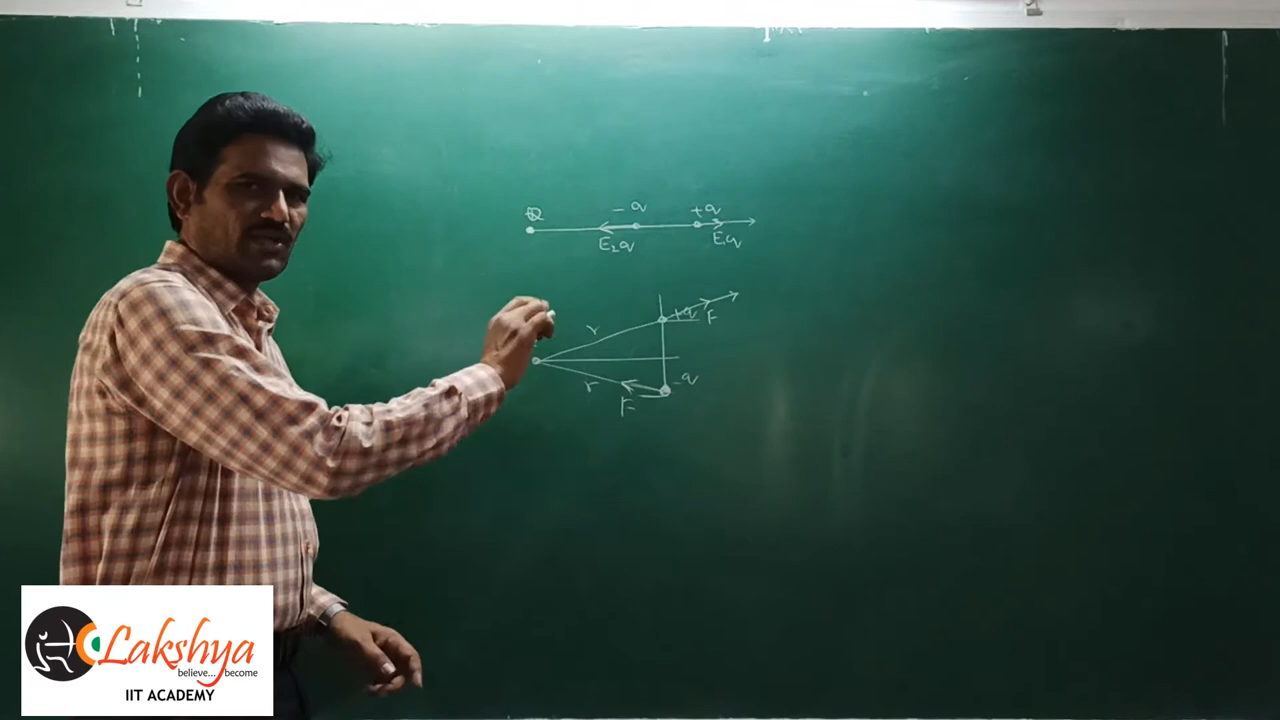 Q
-q +q
E₂q E₁q
r +q F
r -q
F
Lakshya
believe... become
IIT ACADEMY